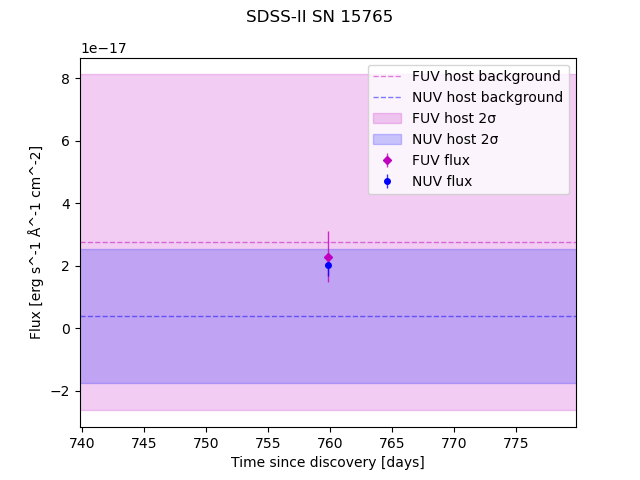 SDSS-II SN 15765
1e−17
FUV host background
NUV host background
FUV host 2σ
NUV host 2σ
FUV flux
NUV flux
8
6
4
2
0
−2
Flux [erg s^-1 Å^-1 cm^-2]
740 745 750 755 760 765 770 775
Time since discovery [days]